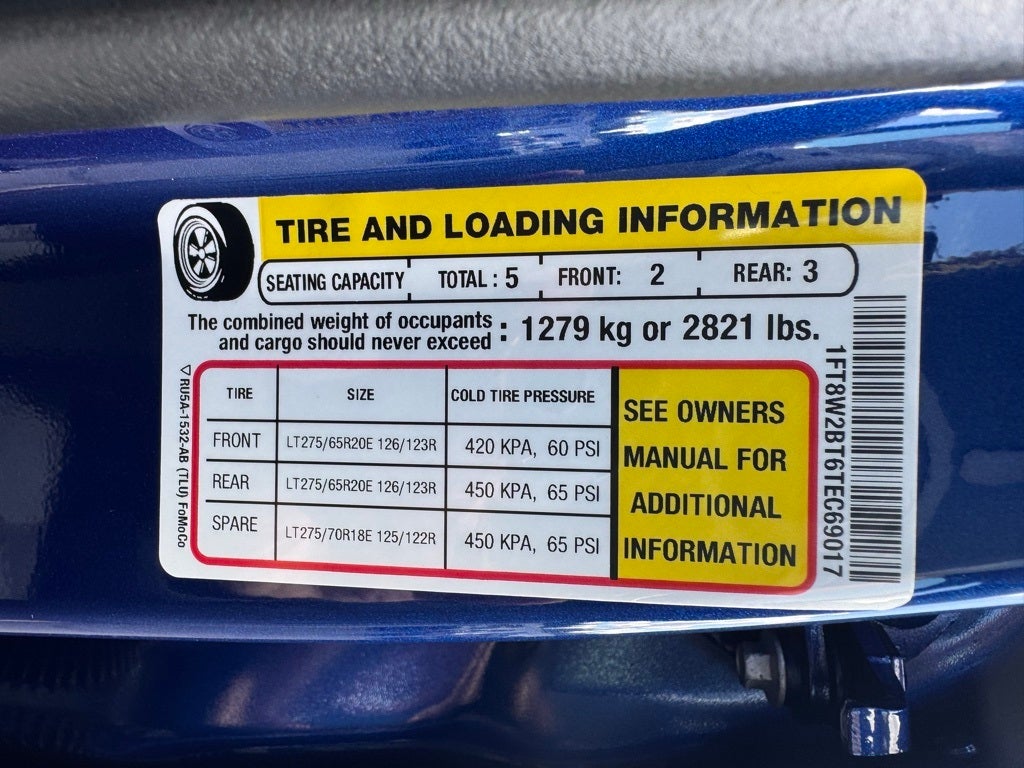 TIRE AND LOADING INFORMATION
SEATING CAPACITY TOTAL : 5 FRONT: 2 REAR: 3
The combined weight of occupants
and cargo should never exceed : 1279 kg or 2821 lbs.
TIRE SIZE COLD TIRE PRESSURE
FRONT LT275/65R20E 126/123R 420 KPA, 60 PSI
REAR LT275/65R20E 126/123R 450 KPA, 65 PSI
SPARE LT275/70R18E 125/122R 450 KPA, 65 PSI
SEE OWNERS
MANUAL FOR
ADDITIONAL
INFORMATION
▽RU5A-1532-AB (TLU) FoMoCo
1FT8W2BT6TEC69017